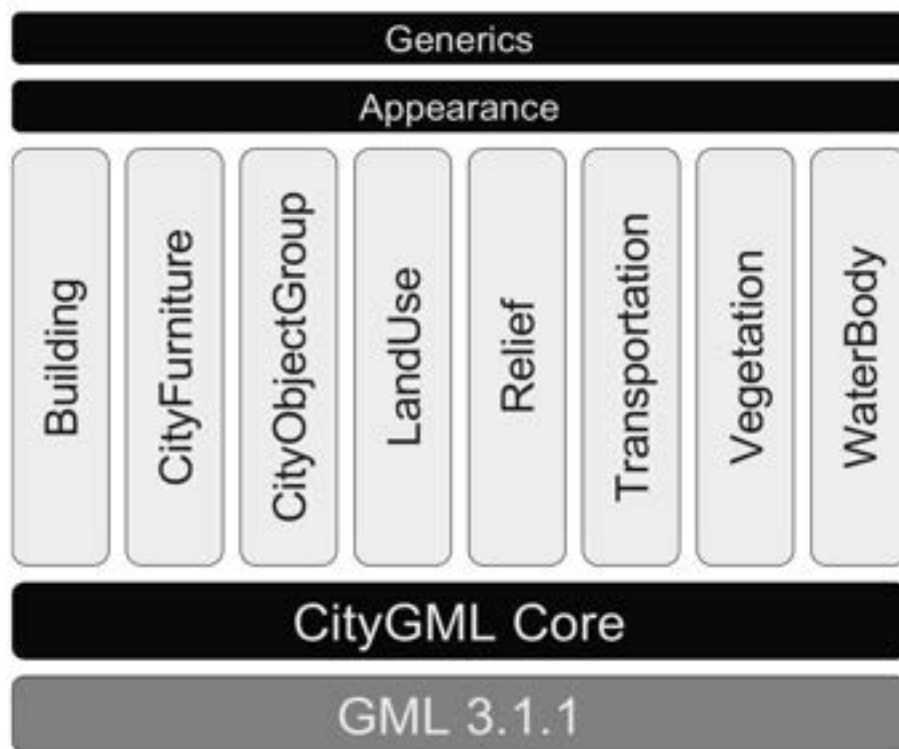 Generics
Appearance
Building
CityFurniture
CityObjectGroup
LandUse
Relief
Transportation
Vegetation
WaterBody
CityGML Core
GML 3.1.1